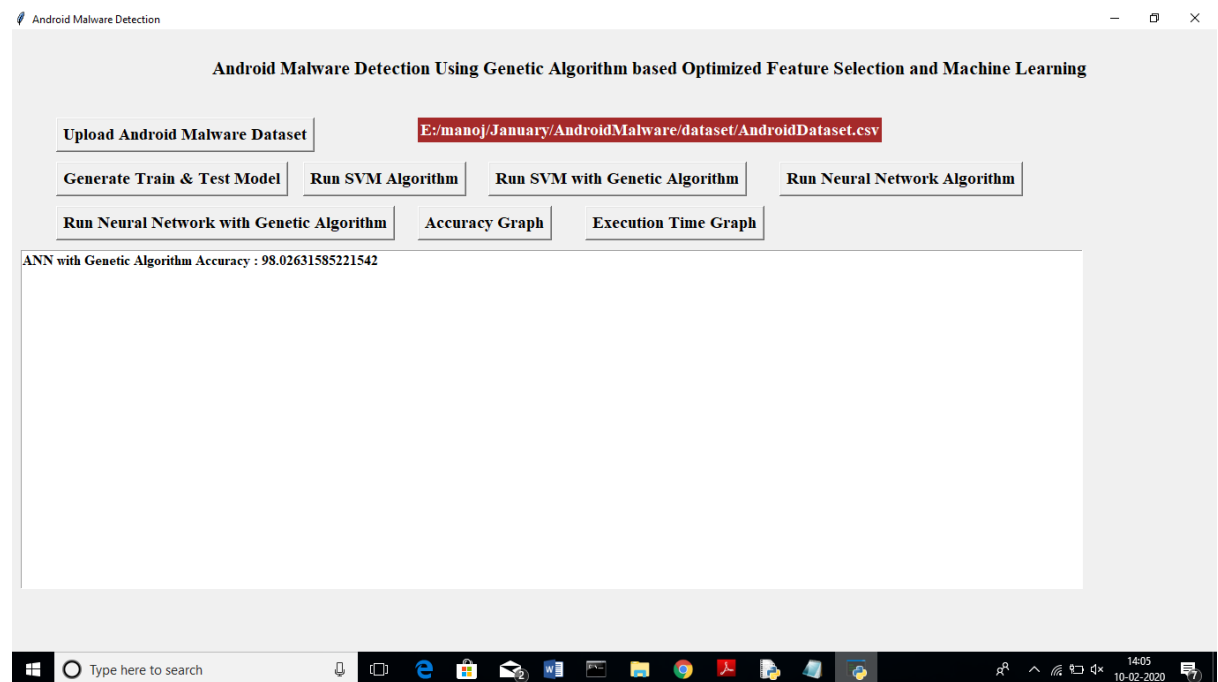 Android Malware Detection
Android Malware Detection Using Genetic Algorithm based Optimized Feature Selection and Machine Learning
Upload Android Malware Dataset
E:/manoj/January/AndroidMalware/dataset/AndroidDataset.csv
Generate Train & Test Model
Run SVM Algorithm
Run SVM with Genetic Algorithm
Run Neural Network Algorithm
Run Neural Network with Genetic Algorithm
Accuracy Graph
Execution Time Graph
ANN with Genetic Algorithm Accuracy : 98.02631585221542
Type here to search
2
14:05
10-02-2020
7